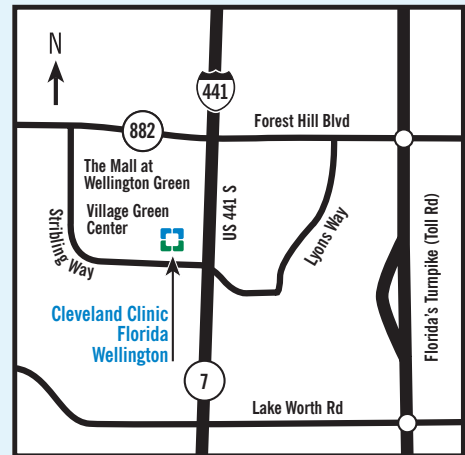 N
441
882
Forest Hill Blvd
The Mall at
Wellington Green
Village Green
Center
US 441 S
Stribling Way
Lyons Way
Florida's Turnpike (Toll Rd)
Cleveland Clinic
Florida
Wellington
7
Lake Worth Rd